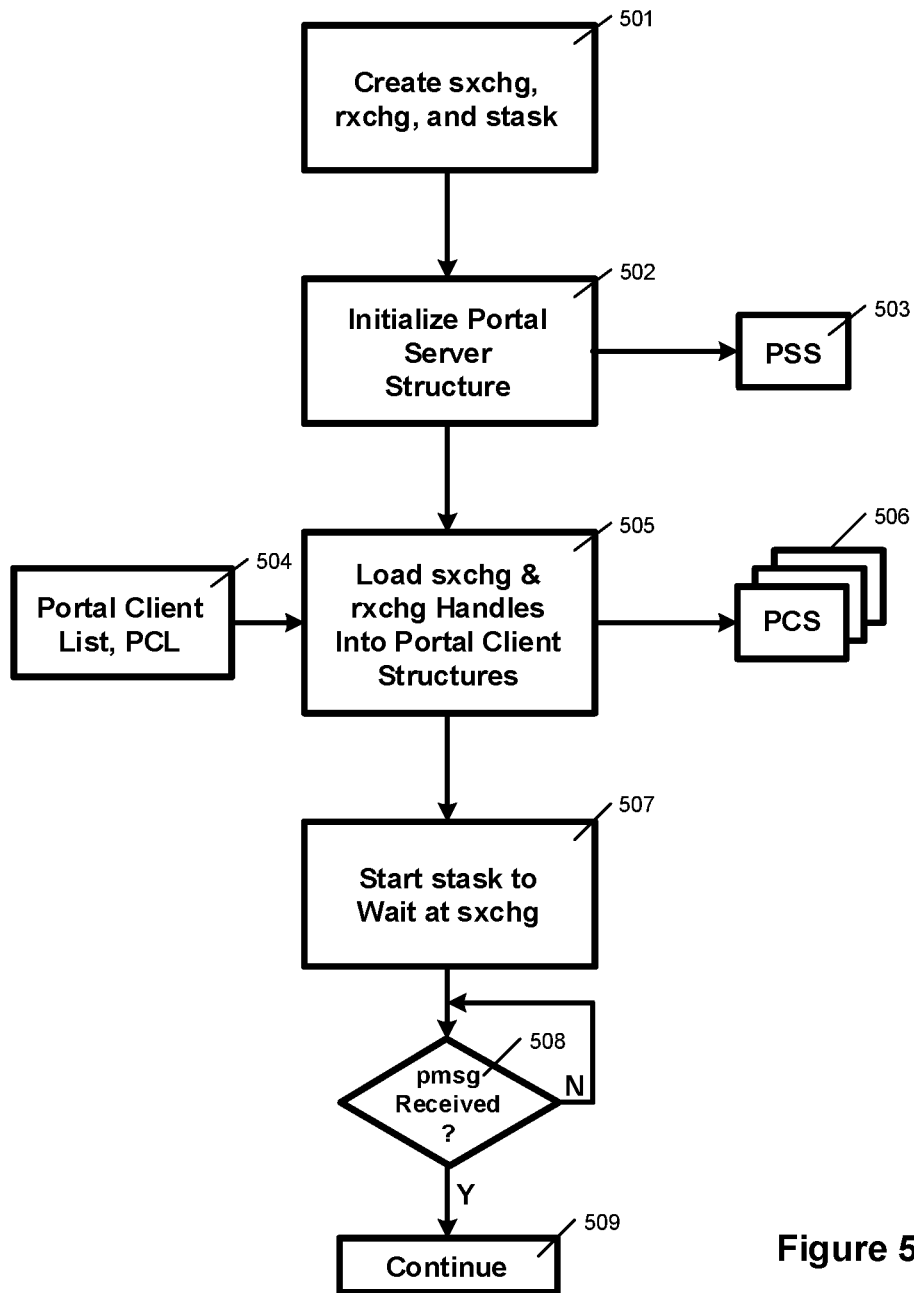 501
Create sxchg,
rxchg, and stask
502
Initialize Portal
Server
Structure
503
PSS
504
Portal Client
List, PCL
505
Load sxchg &
rxchg Handles
Into Portal Client
Structures
506
PCS
507
Start stask to
Wait at sxchg
508
pmsg
Received
?
N
Y
509
Continue
Figure 5